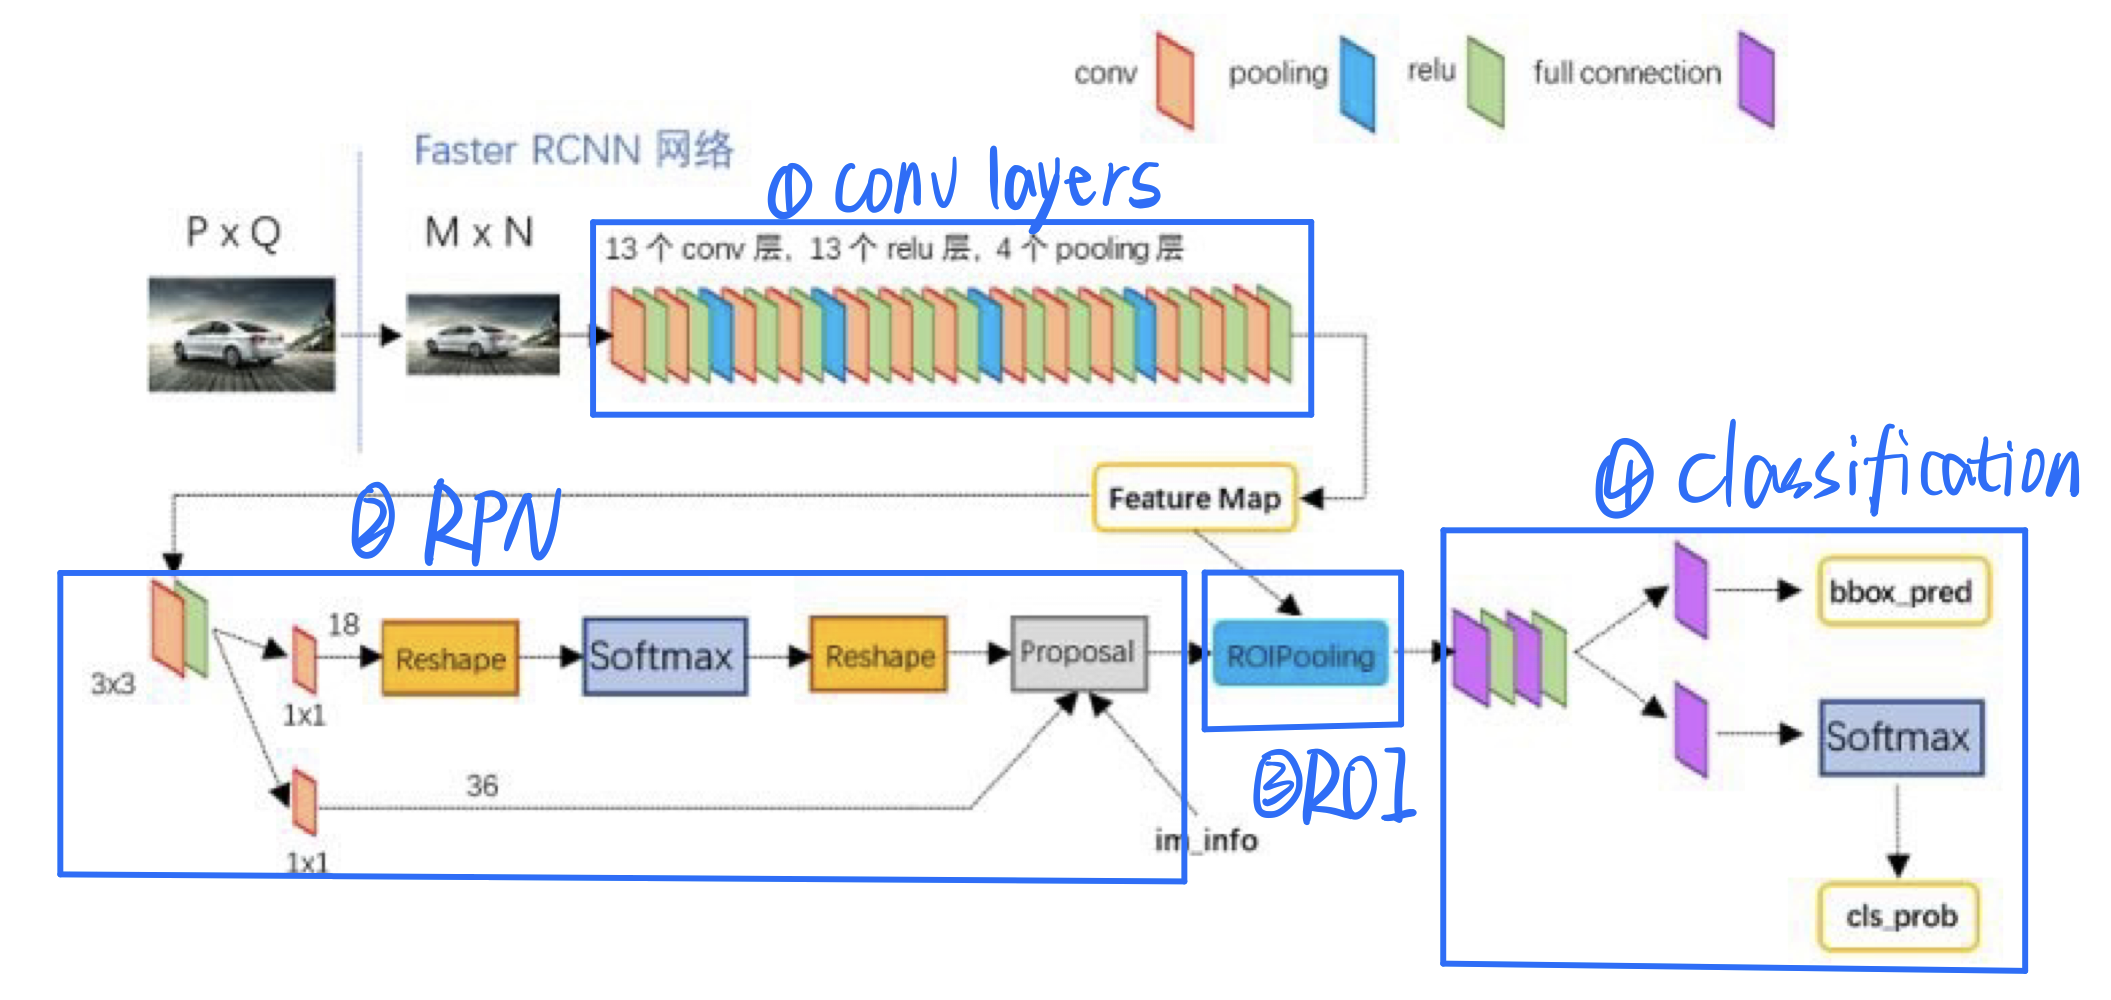 conv pooling relu full connection
Faster RCNN 网络
① conv layers
P x Q
M x N
13 个 conv 层, 13 个 relu 层, 4 个 pooling 层
④ classification
Feature Map
② RPN
3x3
1x1
18
Reshape
Softmax
Reshape
Proposal
ROIPooling
bbox_pred
Softmax
36
1x1
im_info
③ ROI
cls_prob